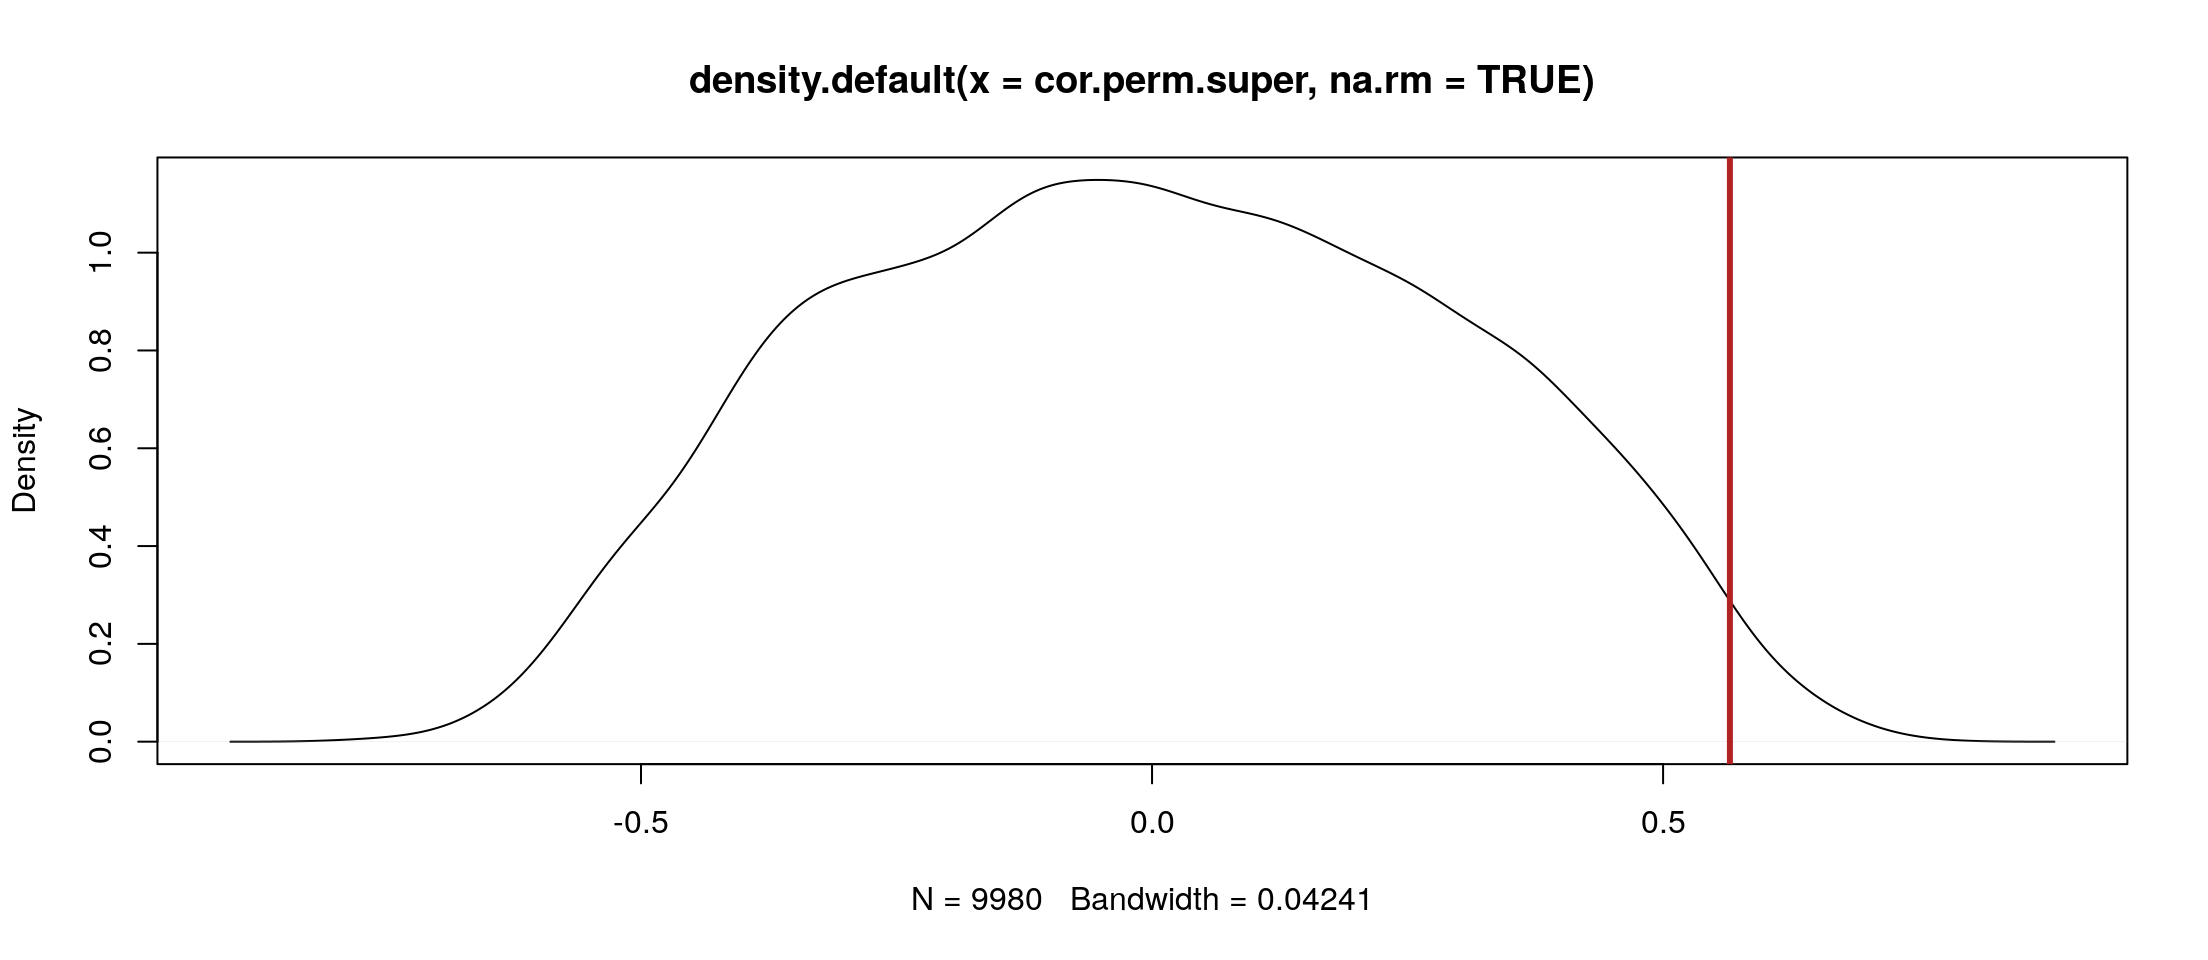 density.default(x = cor.perm.super, na.rm = TRUE)
Density
1.0
0.8
0.6
0.4
0.2
0.0
-0.5 0.0 0.5
N = 9980 Bandwidth = 0.04241